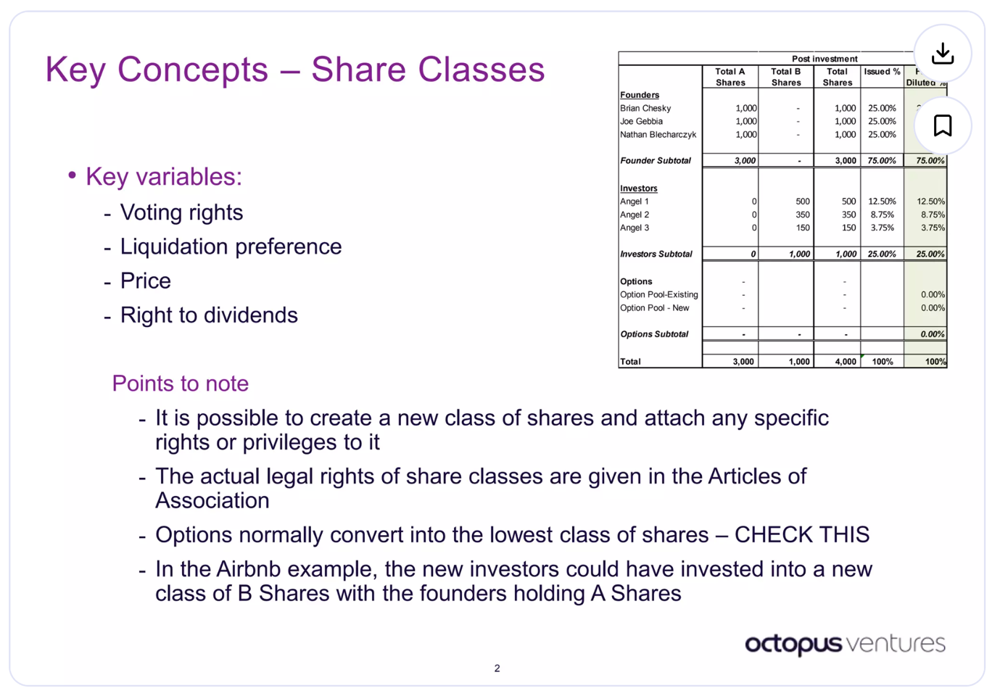 Key Concepts – Share Classes
• Key variables:
- Voting rights
- Liquidation preference
- Price
- Right to dividends
Points to note
- It is possible to create a new class of shares and attach any specific
rights or privileges to it
- The actual legal rights of share classes are given in the Articles of
Association
- Options normally convert into the lowest class of shares – CHECK THIS
- In the Airbnb example, the new investors could have invested into a new
class of B Shares with the founders holding A Shares
Post investment
Total A Total B Total Issued %
Shares Shares Shares Diluted %
Founders
Brian Chesky 1,000 - 1,000 25.00%
Joe Gebbia 1,000 - 1,000 25.00%
Nathan Blecharczyk 1,000 - 1,000 25.00%
Founder Subtotal 3,000 - 3,000 75.00% 75.00%
Investors
Angel 1 0 500 500 12.50% 12.50%
Angel 2 0 350 350 8.75% 8.75%
Angel 3 0 150 150 3.75% 3.75%
Investors Subtotal 0 1,000 1,000 25.00% 25.00%
Options - -
Option Pool-Existing - - 0.00%
Option Pool - New - - 0.00%
Options Subtotal - - - 0.00%
Total 3,000 1,000 4,000 100% 100%
octopus ventures
2